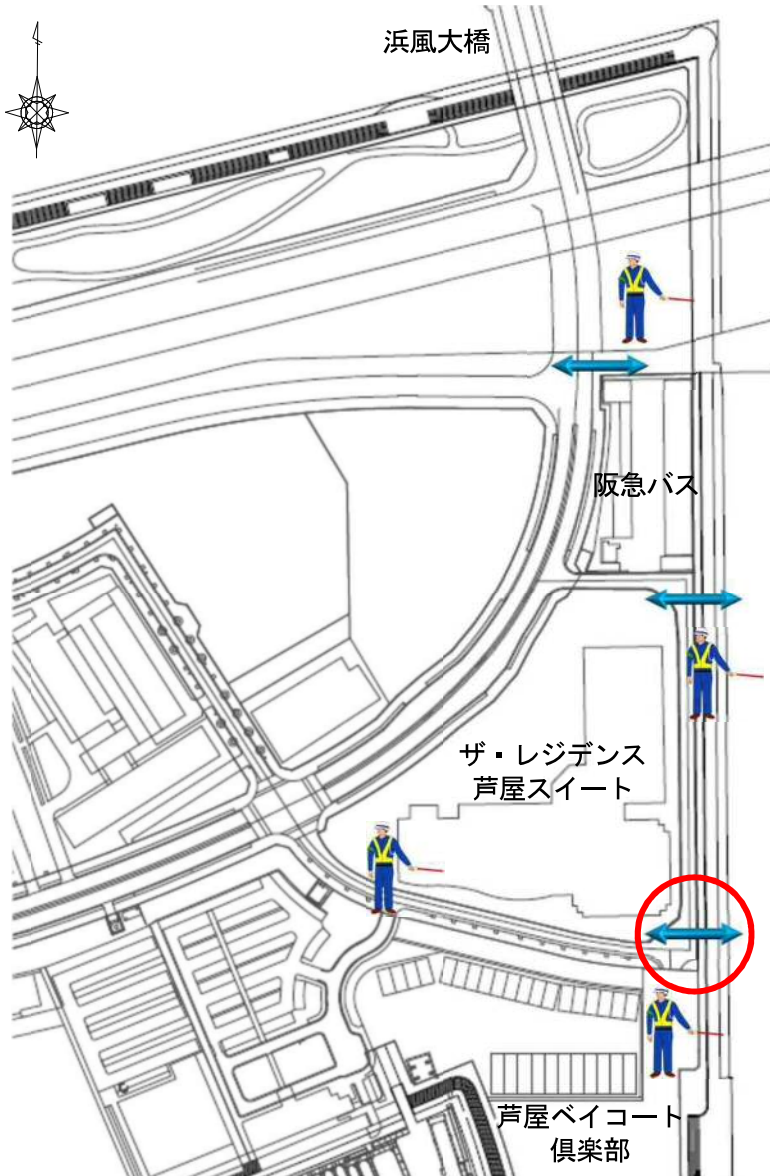 浜風大橋
阪急バス
ザ・レジデンス
芦屋スイート
芦屋ベイコート
倶楽部